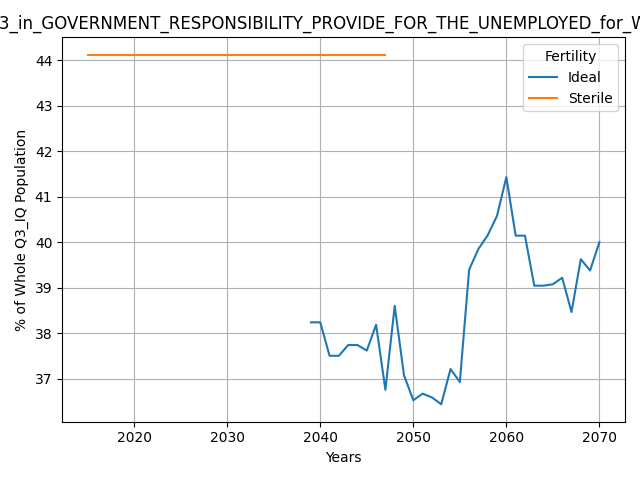 3_in_GOVERNMENT_RESPONSIBILITY_PROVIDE_FOR_THE_UNEMPLOYED_for_W
Fertility
Ideal
Sterile
% of Whole Q3_IQ Population
44
43
42
41
40
39
38
37
2020 2030 2040 2050 2060 2070
Years